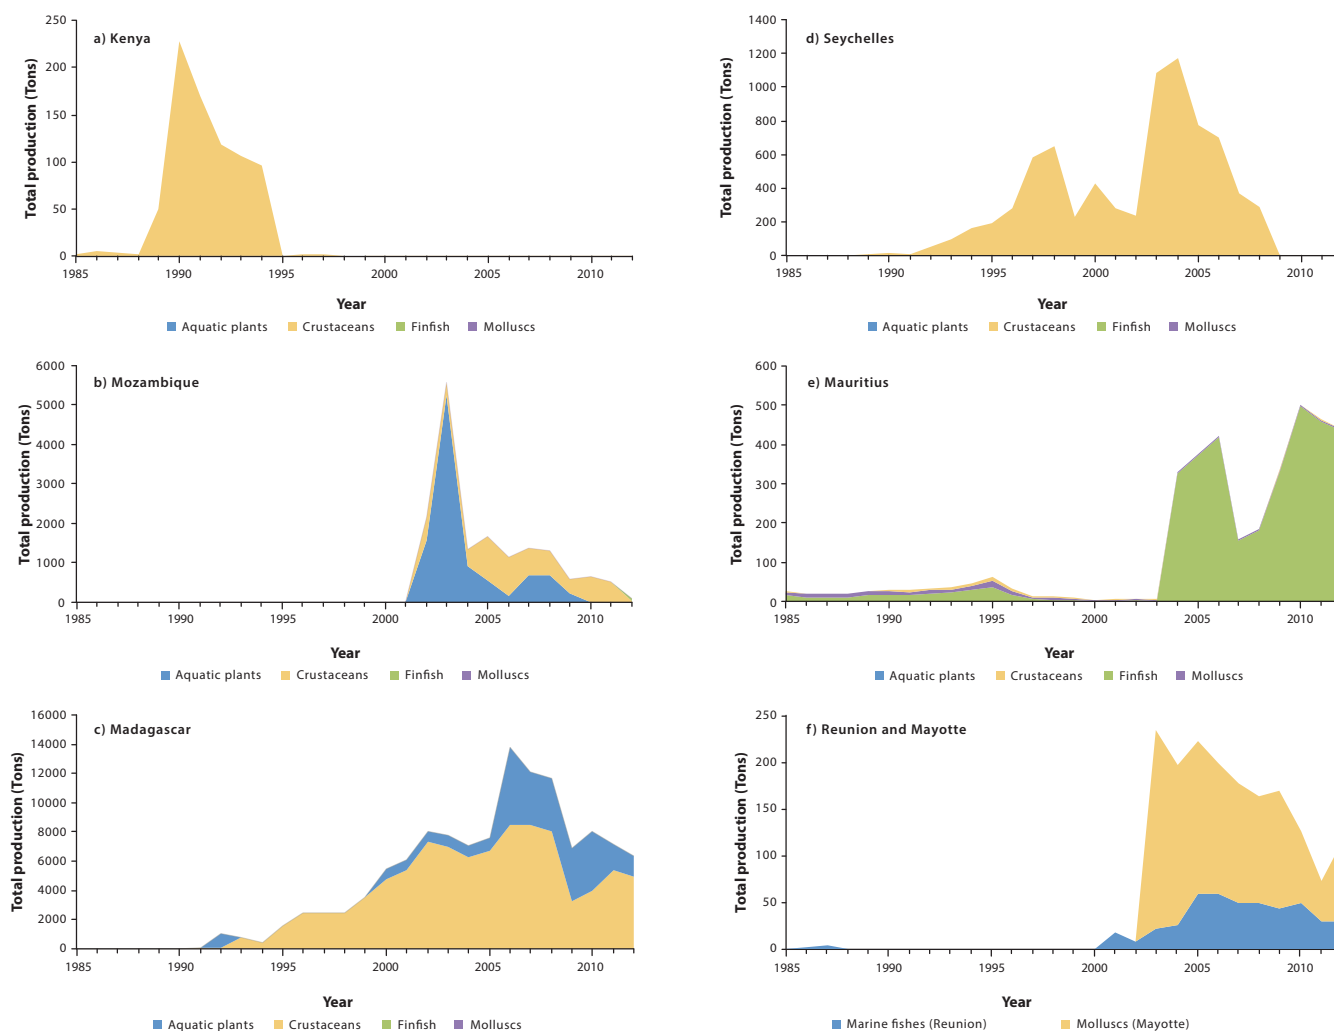 a) Kenya
Total production (Tons)
250
200
150
100
50
0
1985 1990 1995 2000 2005 2010
Year
Aquatic plants Crustaceans Finfish Molluscs
d) Seychelles
Total production (Tons)
1400
1200
1000
800
600
400
200
0
1985 1990 1995 2000 2005 2010
Year
Aquatic plants Crustaceans Finfish Molluscs
b) Mozambique
Total production (Tons)
6000
5000
4000
3000
2000
1000
0
1985 1990 1995 2000 2005 2010
Year
Aquatic plants Crustaceans Finfish Molluscs
e) Mauritius
Total production (Tons)
600
500
400
300
200
100
0
1985 1990 1995 2000 2005 2010
Year
Aquatic plants Crustaceans Finfish Molluscs
c) Madagascar
Total production (Tons)
16000
14000
12000
10000
8000
6000
4000
2000
0
1985 1990 1995 2000 2005 2010
Year
Aquatic plants Crustaceans Finfish Molluscs
f) Reunion and Mayotte
Total production (Tons)
250
200
150
100
50
0
1985 1990 1995 2000 2005 2010
Year
Marine fishes (Reunion) Molluscs (Mayotte)